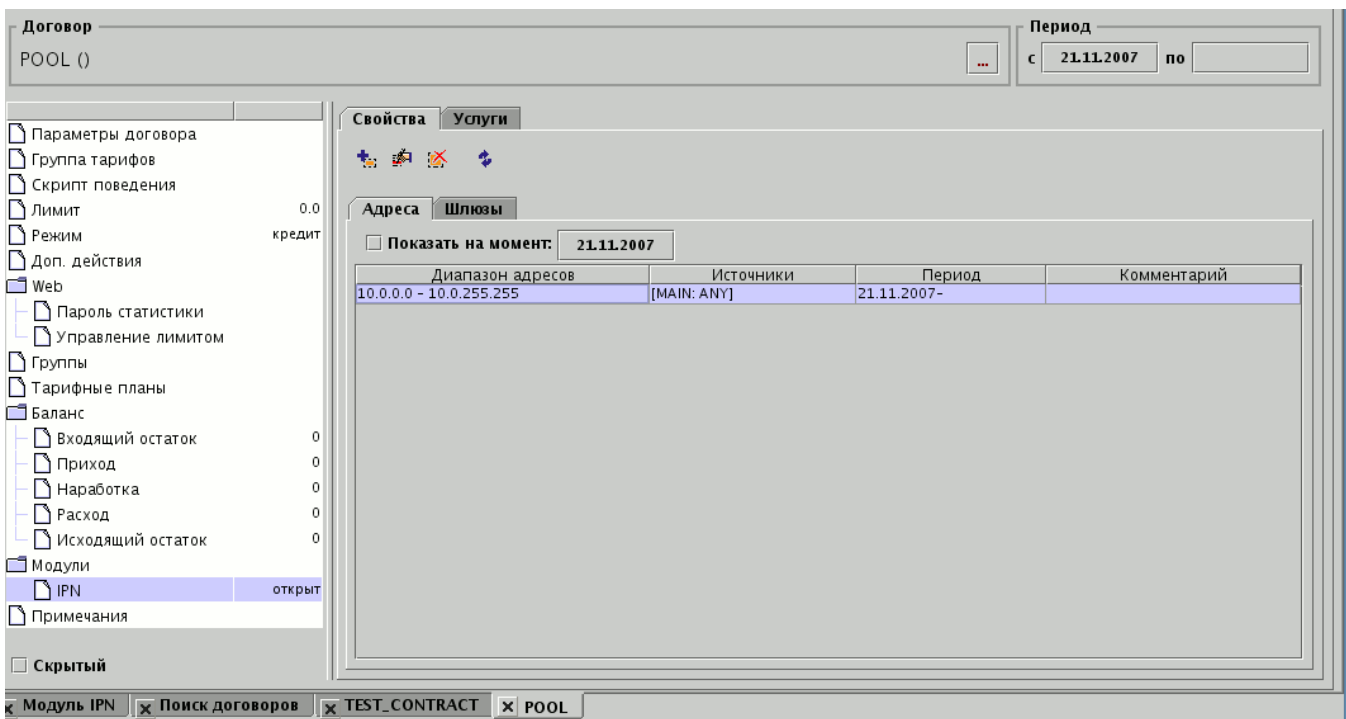 Договор
Период
POOL ()
...
с 21.11.2007 по
Свойства Услуги
Параметры договора
Группа тарифов
Скрипт поведения
Лимит 0.0
Режим кредит
Доп. действия
Web
Пароль статистики
Управление лимитом
Группы
Тарифные планы
Баланс
Входящий остаток 0
Приход 0
Наработка 0
Расход 0
Исходящий остаток 0
Модули
IPN открыт
Примечания
Скрытый
Адреса Шлюзы
Показать на момент: 21.11.2007
Диапазон адресов Источники Период Комментарий
10.0.0.0 - 10.0.255.255 [MAIN: ANY] 21.11.2007-
Модуль IPN Поиск договоров TEST_CONTRACT POOL